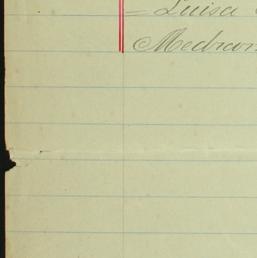 = Luisa
Medran